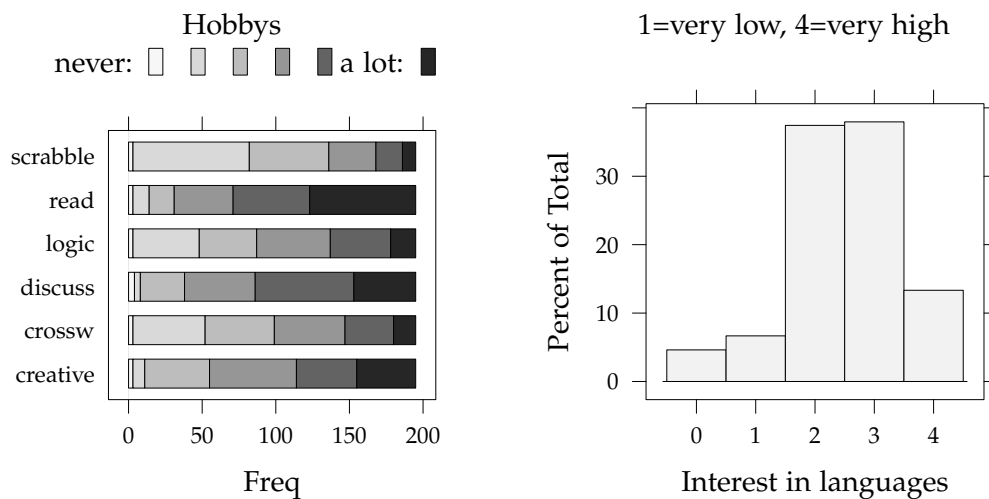 Hobbys
never: a lot:
scrabble
read
logic
discuss
crossw
creative
0 50 100 150 200
Freq
1=very low, 4=very high
Percent of Total
30
20
10
0
0 1 2 3 4
Interest in languages